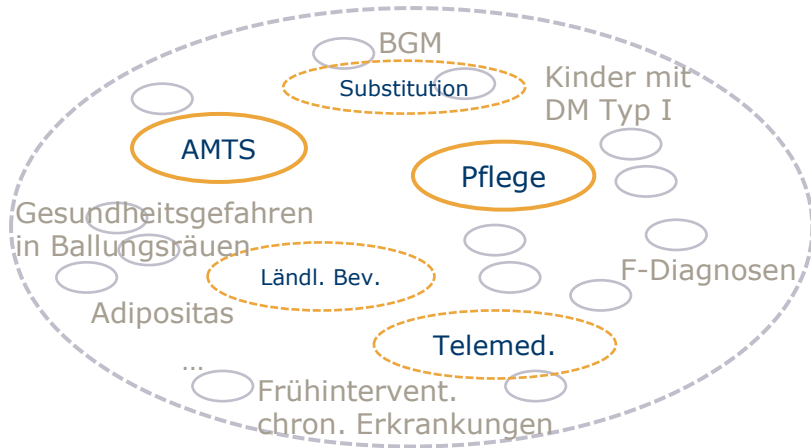 BGM
Substitution
Kinder mit
DM Typ I
AMTS
Pflege
Gesundheitsgefahren
in Ballungsräuen
Ländl. Bev.
F-Diagnosen
Adipositas
Telemed.
...
Frühintervent.
chron. Erkrankungen